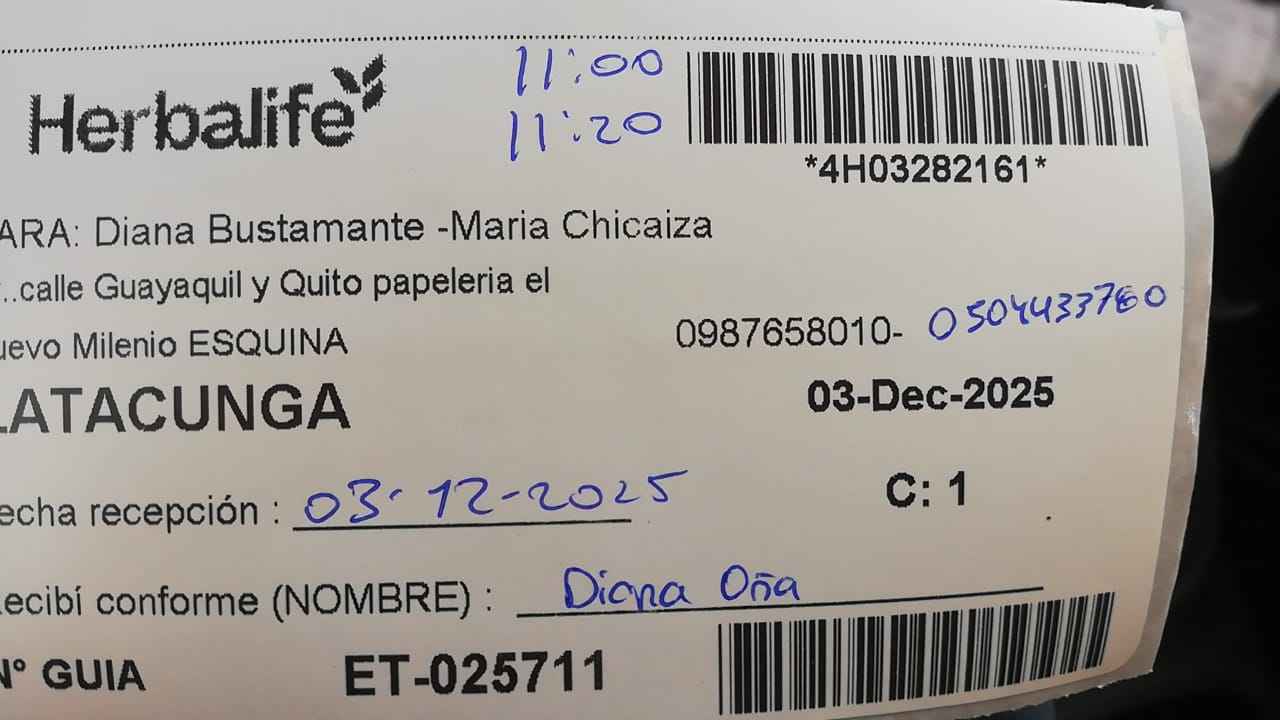 Herbalife
11:00
11:20
*4H03282161*
ARA: Diana Bustamante -Maria Chicaiza
..calle Guayaquil y Quito papeleria el
uevo Milenio ESQUINA
0987658010- 0504433760
LATACUNGA
03-Dec-2025
echa recepción : 03-12-2025
C: 1
ecibí conforme (NOMBRE) : Diana Oña
N° GUIA
ET-025711